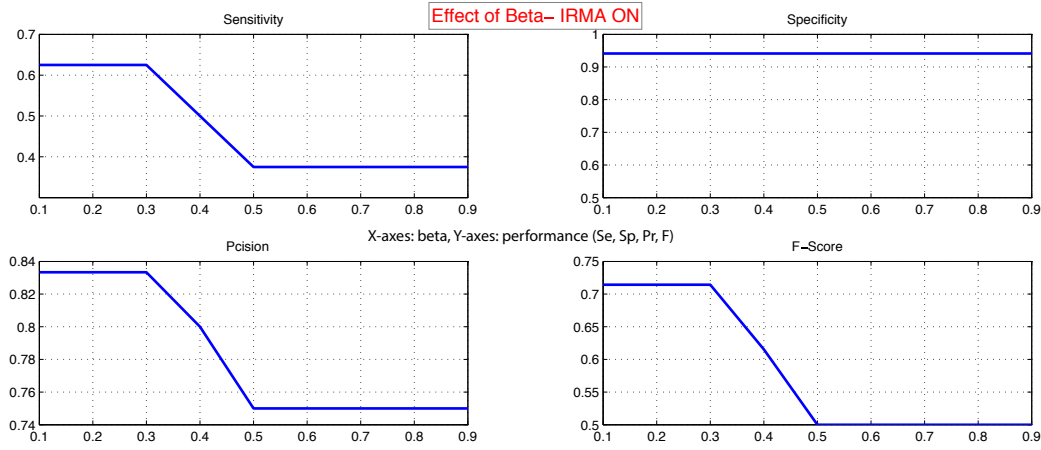 Effect of Beta– IRMA ON
Sensitivity
0.7
0.6
0.5
0.4
0.1 0.2 0.3 0.4 0.5 0.6 0.7 0.8 0.9
Specificity
1
0.9
0.8
0.7
0.6
0.5
0.1 0.2 0.3 0.4 0.5 0.6 0.7 0.8 0.9
X-axes: beta, Y-axes: performance (Se, Sp, Pr, F)
Pcision
0.84
0.82
0.8
0.78
0.76
0.74
0.1 0.2 0.3 0.4 0.5 0.6 0.7 0.8 0.9
F–Score
0.75
0.7
0.65
0.6
0.55
0.5
0.1 0.2 0.3 0.4 0.5 0.6 0.7 0.8 0.9